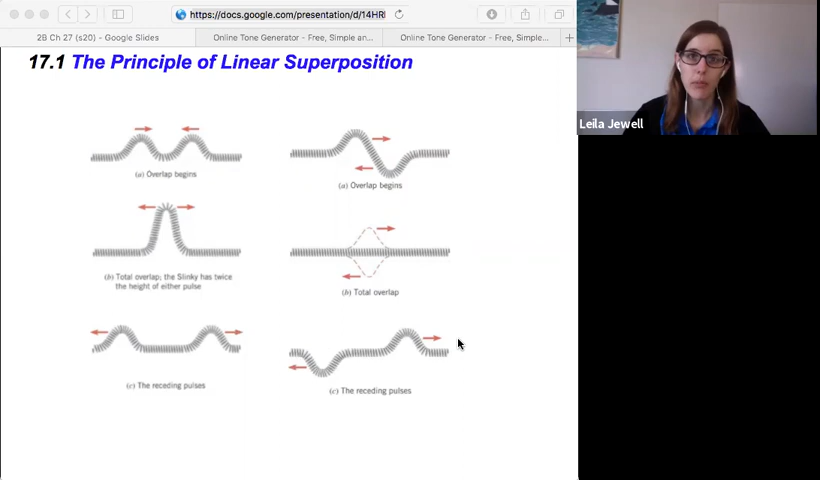 https://docs.google.com/presentation/d/14HR
2B Ch 27 (s20) – Google Slides
Online Tone Generator - Free, Simple an...
Online Tone Generator - Free, Simple...
17.1 The Principle of Linear Superposition
(a) Overlap begins
(a) Overlap begins
(b) Total overlap; the Slinky has twice
the height of either pulse
(b) Total overlap
(c) The receding pulses
(c) The receding pulses
Leila Jewell